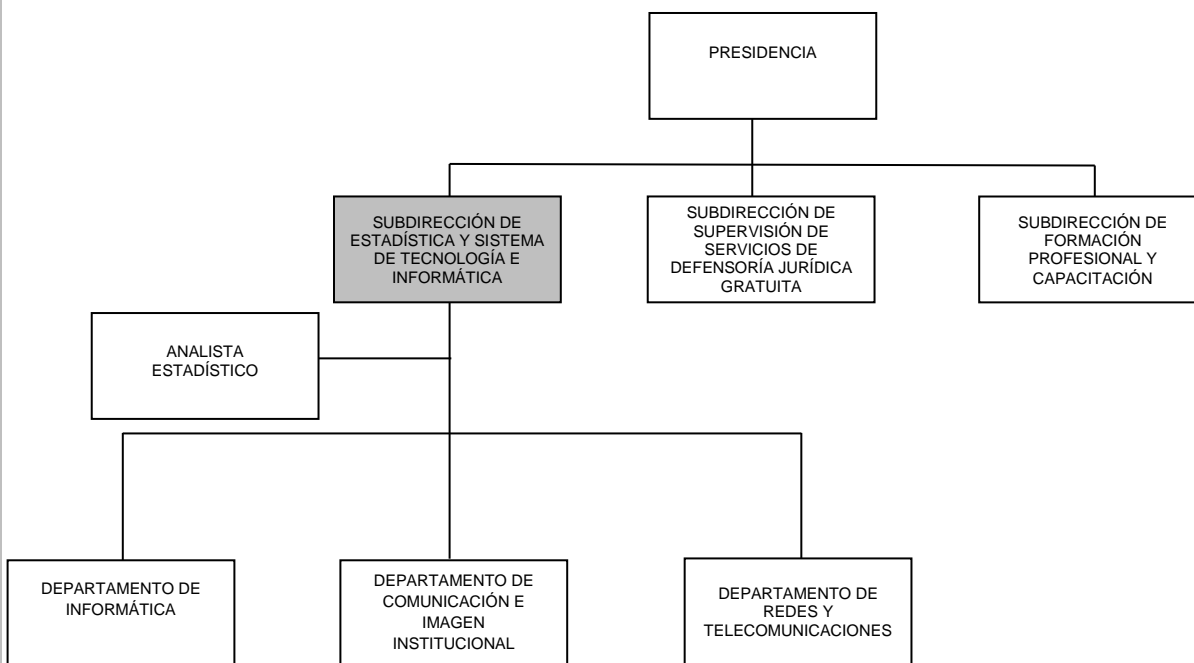 PRESIDENCIA
SUBDIRECCIÓN DE
ESTADÍSTICA Y SISTEMA
DE TECNOLOGÍA E
INFORMÁTICA
SUBDIRECCIÓN DE
SUPERVISIÓN DE
SERVICIOS DE
DEFENSORÍA JURÍDICA
GRATUITA
SUBDIRECCIÓN DE
FORMACIÓN
PROFESIONAL Y
CAPACITACIÓN
ANALISTA
ESTADÍSTICO
DEPARTAMENTO DE
INFORMÁTICA
DEPARTAMENTO DE
COMUNICACIÓN E
IMAGEN
INSTITUCIONAL
DEPARTAMENTO DE
REDES Y
TELECOMUNICACIONES